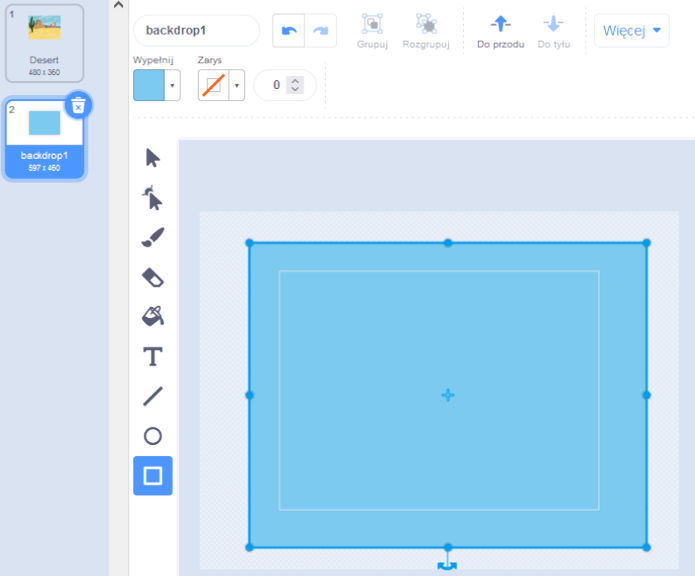 1
Desert
480 x 360
2
backdrop1
597 x 460
backdrop1
Grupuj
Rozgrupuj
Do przodu
Do tyłu
Więcej
Wypełnij
Zarys
0
T